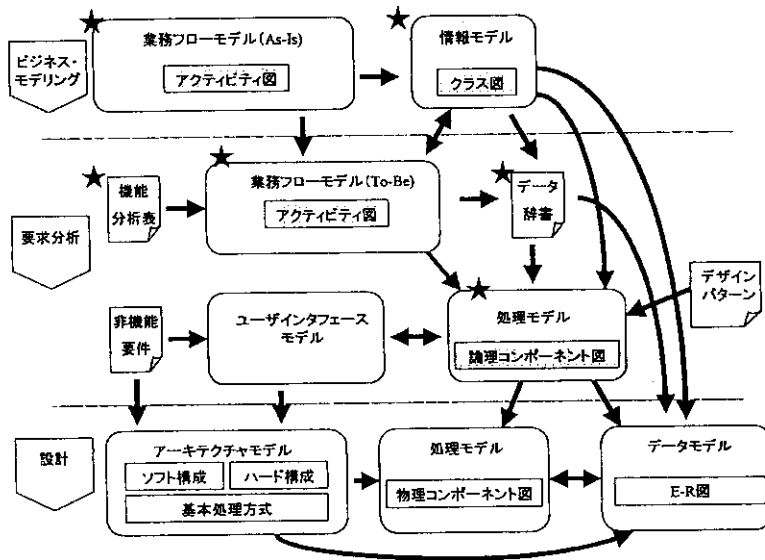 業務フローモデル(As-Is)
アクティビティ図
情報モデル
クラス図
ビジネス・
モデリング
業務フローモデル(To-Be)
アクティビティ図
機能
分析表
データ
辞書
要求分析
デザイン
パターン
非機能
要件
ユーザインタフェース
モデル
処理モデル
論理コンポーネント図
設計
アーキテクチャモデル
ソフト構成
ハード構成
基本処理方式
処理モデル
物理コンポーネント図
データモデル
E-R図